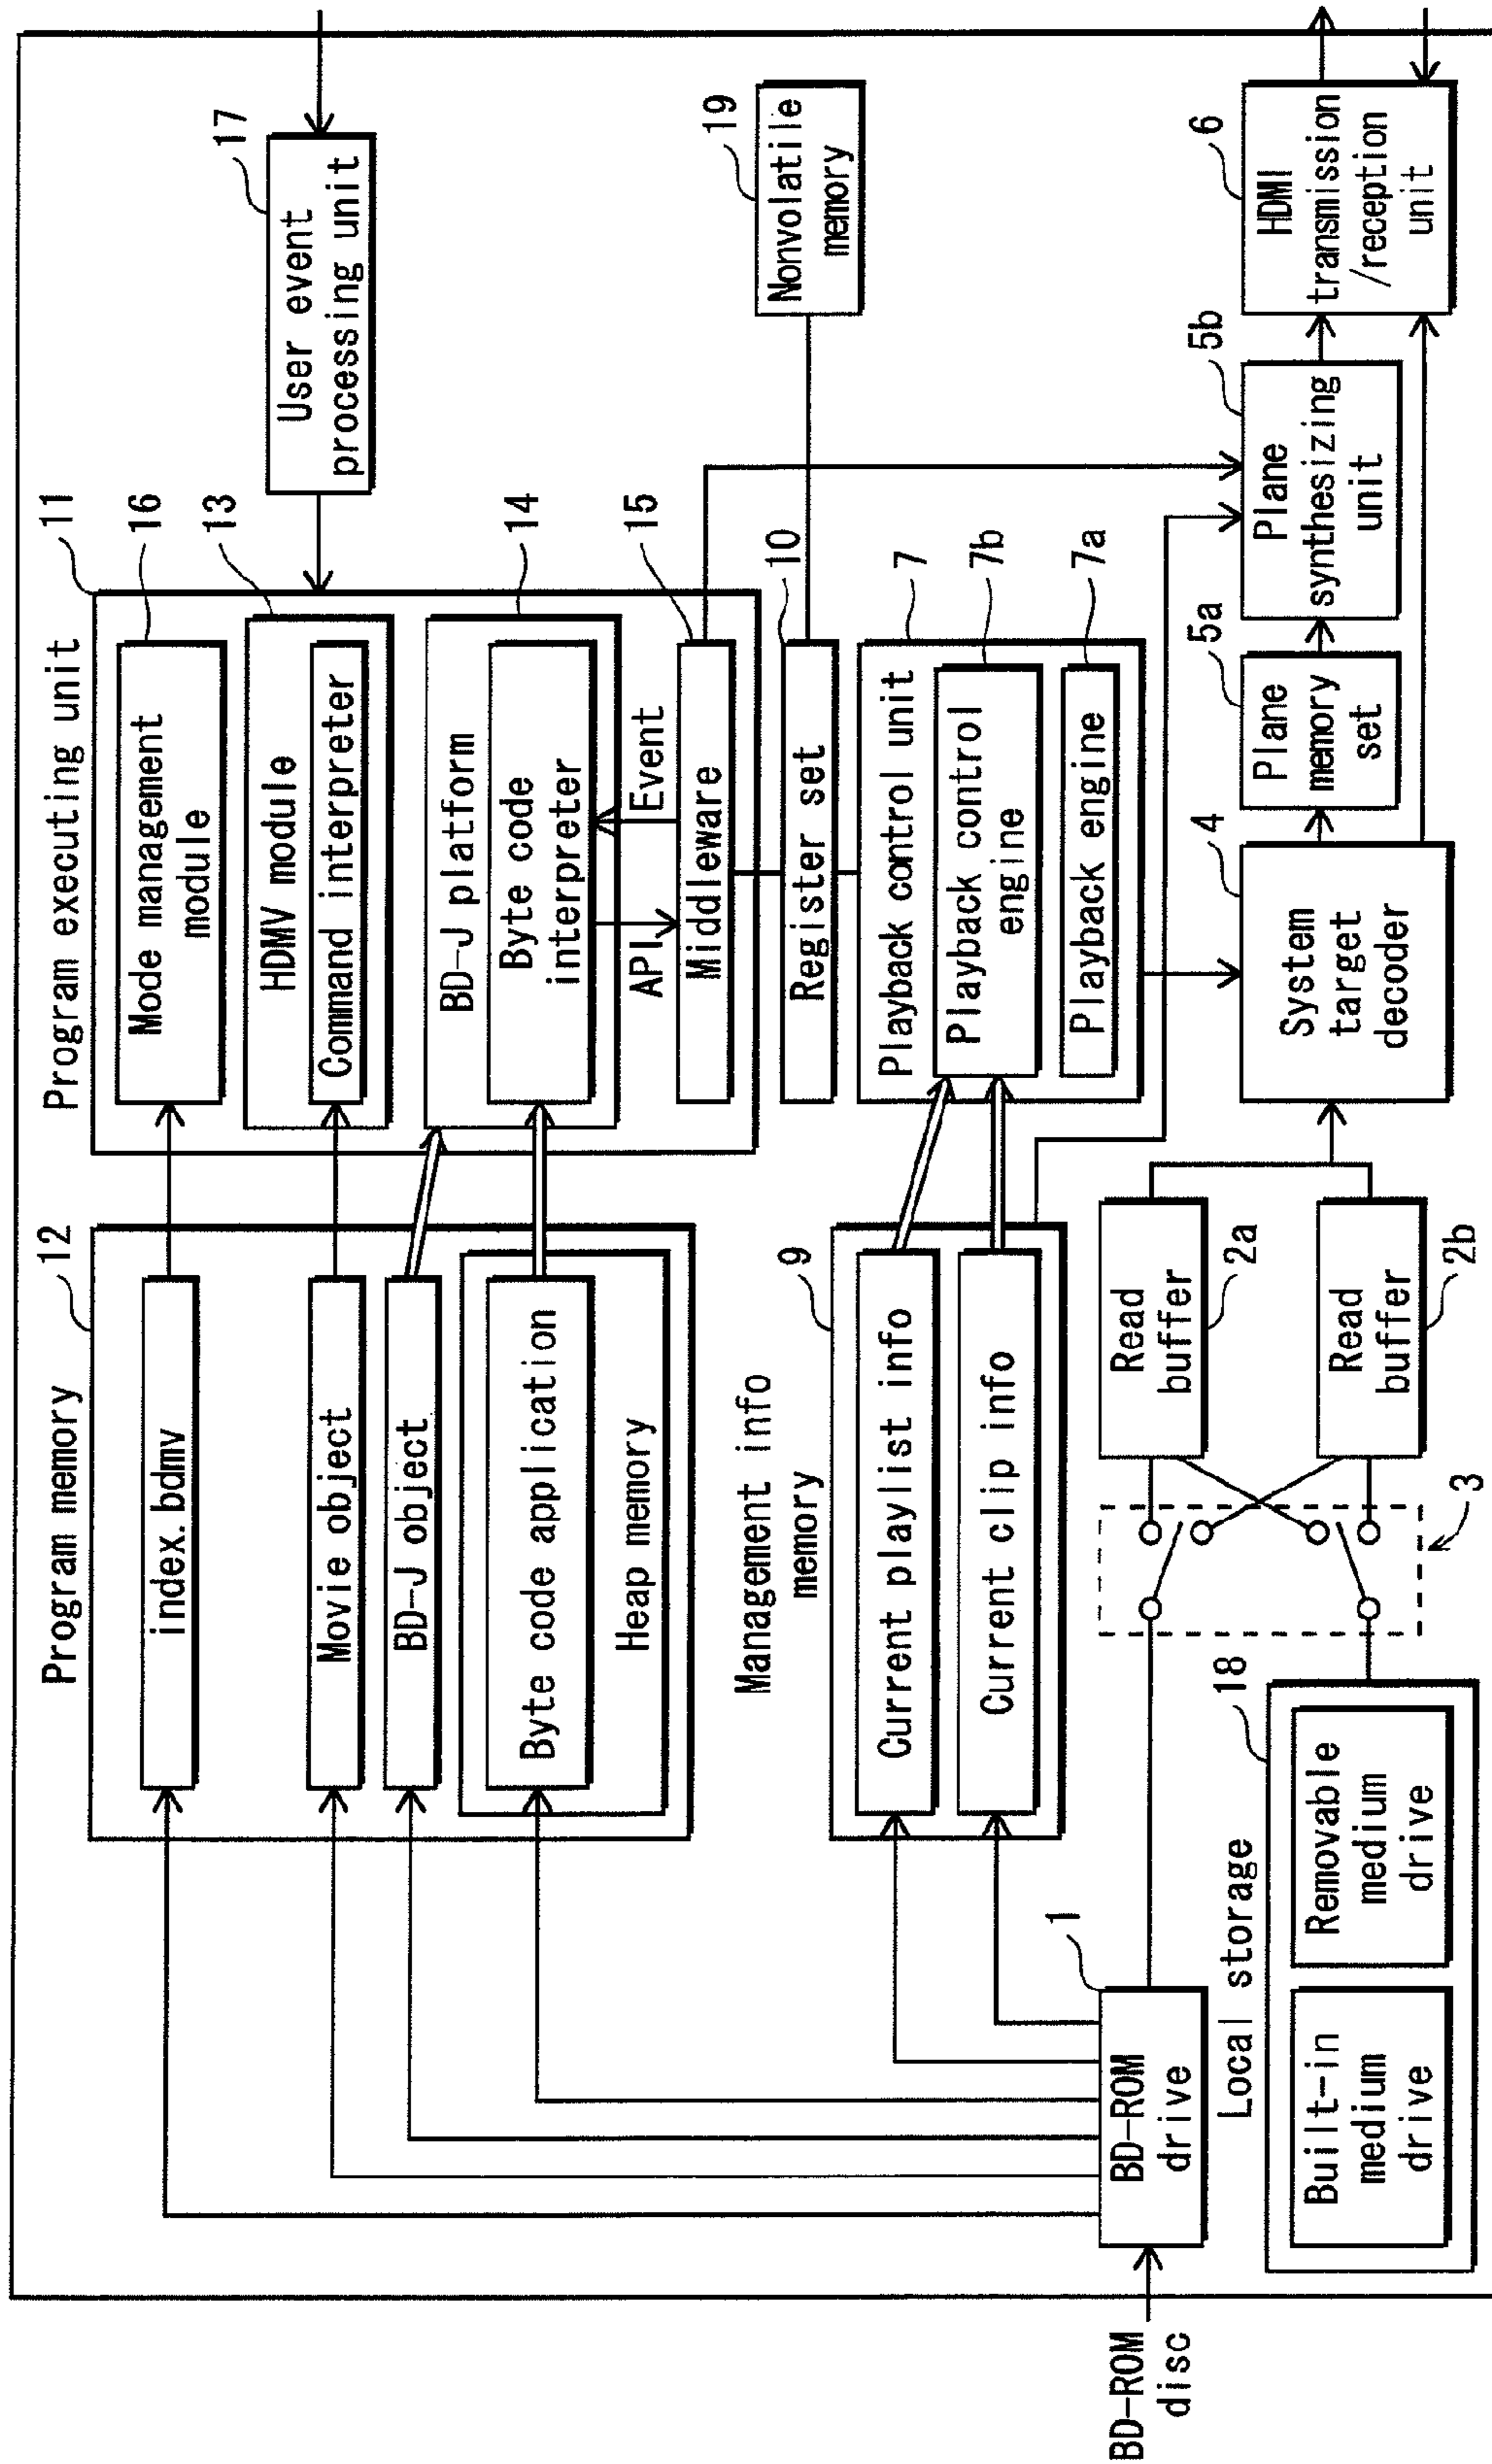 Program memory
12
index.bdmv
Movie object
BD-J object
Byte code application
Heap memory
Program executing unit
11
Mode management
module
16
HDMV module
13
Command interpreter
BD-J platform
14
Byte code
interpreter
API
Event
Middleware
15
User event
processing unit
17
Nonvolatile
memory
19
Register set
10
Management info
memory
9
Current playlist info
Current clip info
Playback control unit
7
Playback control
engine
7b
Playback engine
7a
BD-ROM
disc
BD-ROM
drive
1
Local storage
18
Built-in
medium
drive
Removable
medium
drive
3
Read
buffer
2a
Read
buffer
2b
System
target
decoder
4
Plane
memory
set
5a
Plane
synthesizing
unit
5b
HDMI
transmission
/reception
unit
6